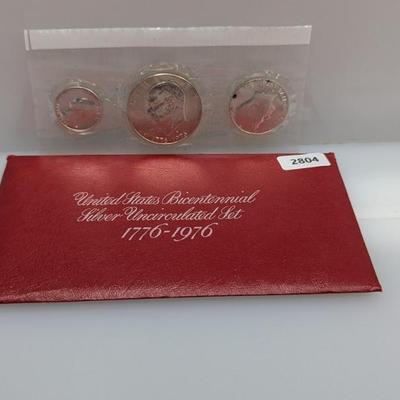 2804
United States Bicentennial
Silver Uncirculated Set
1776-1976